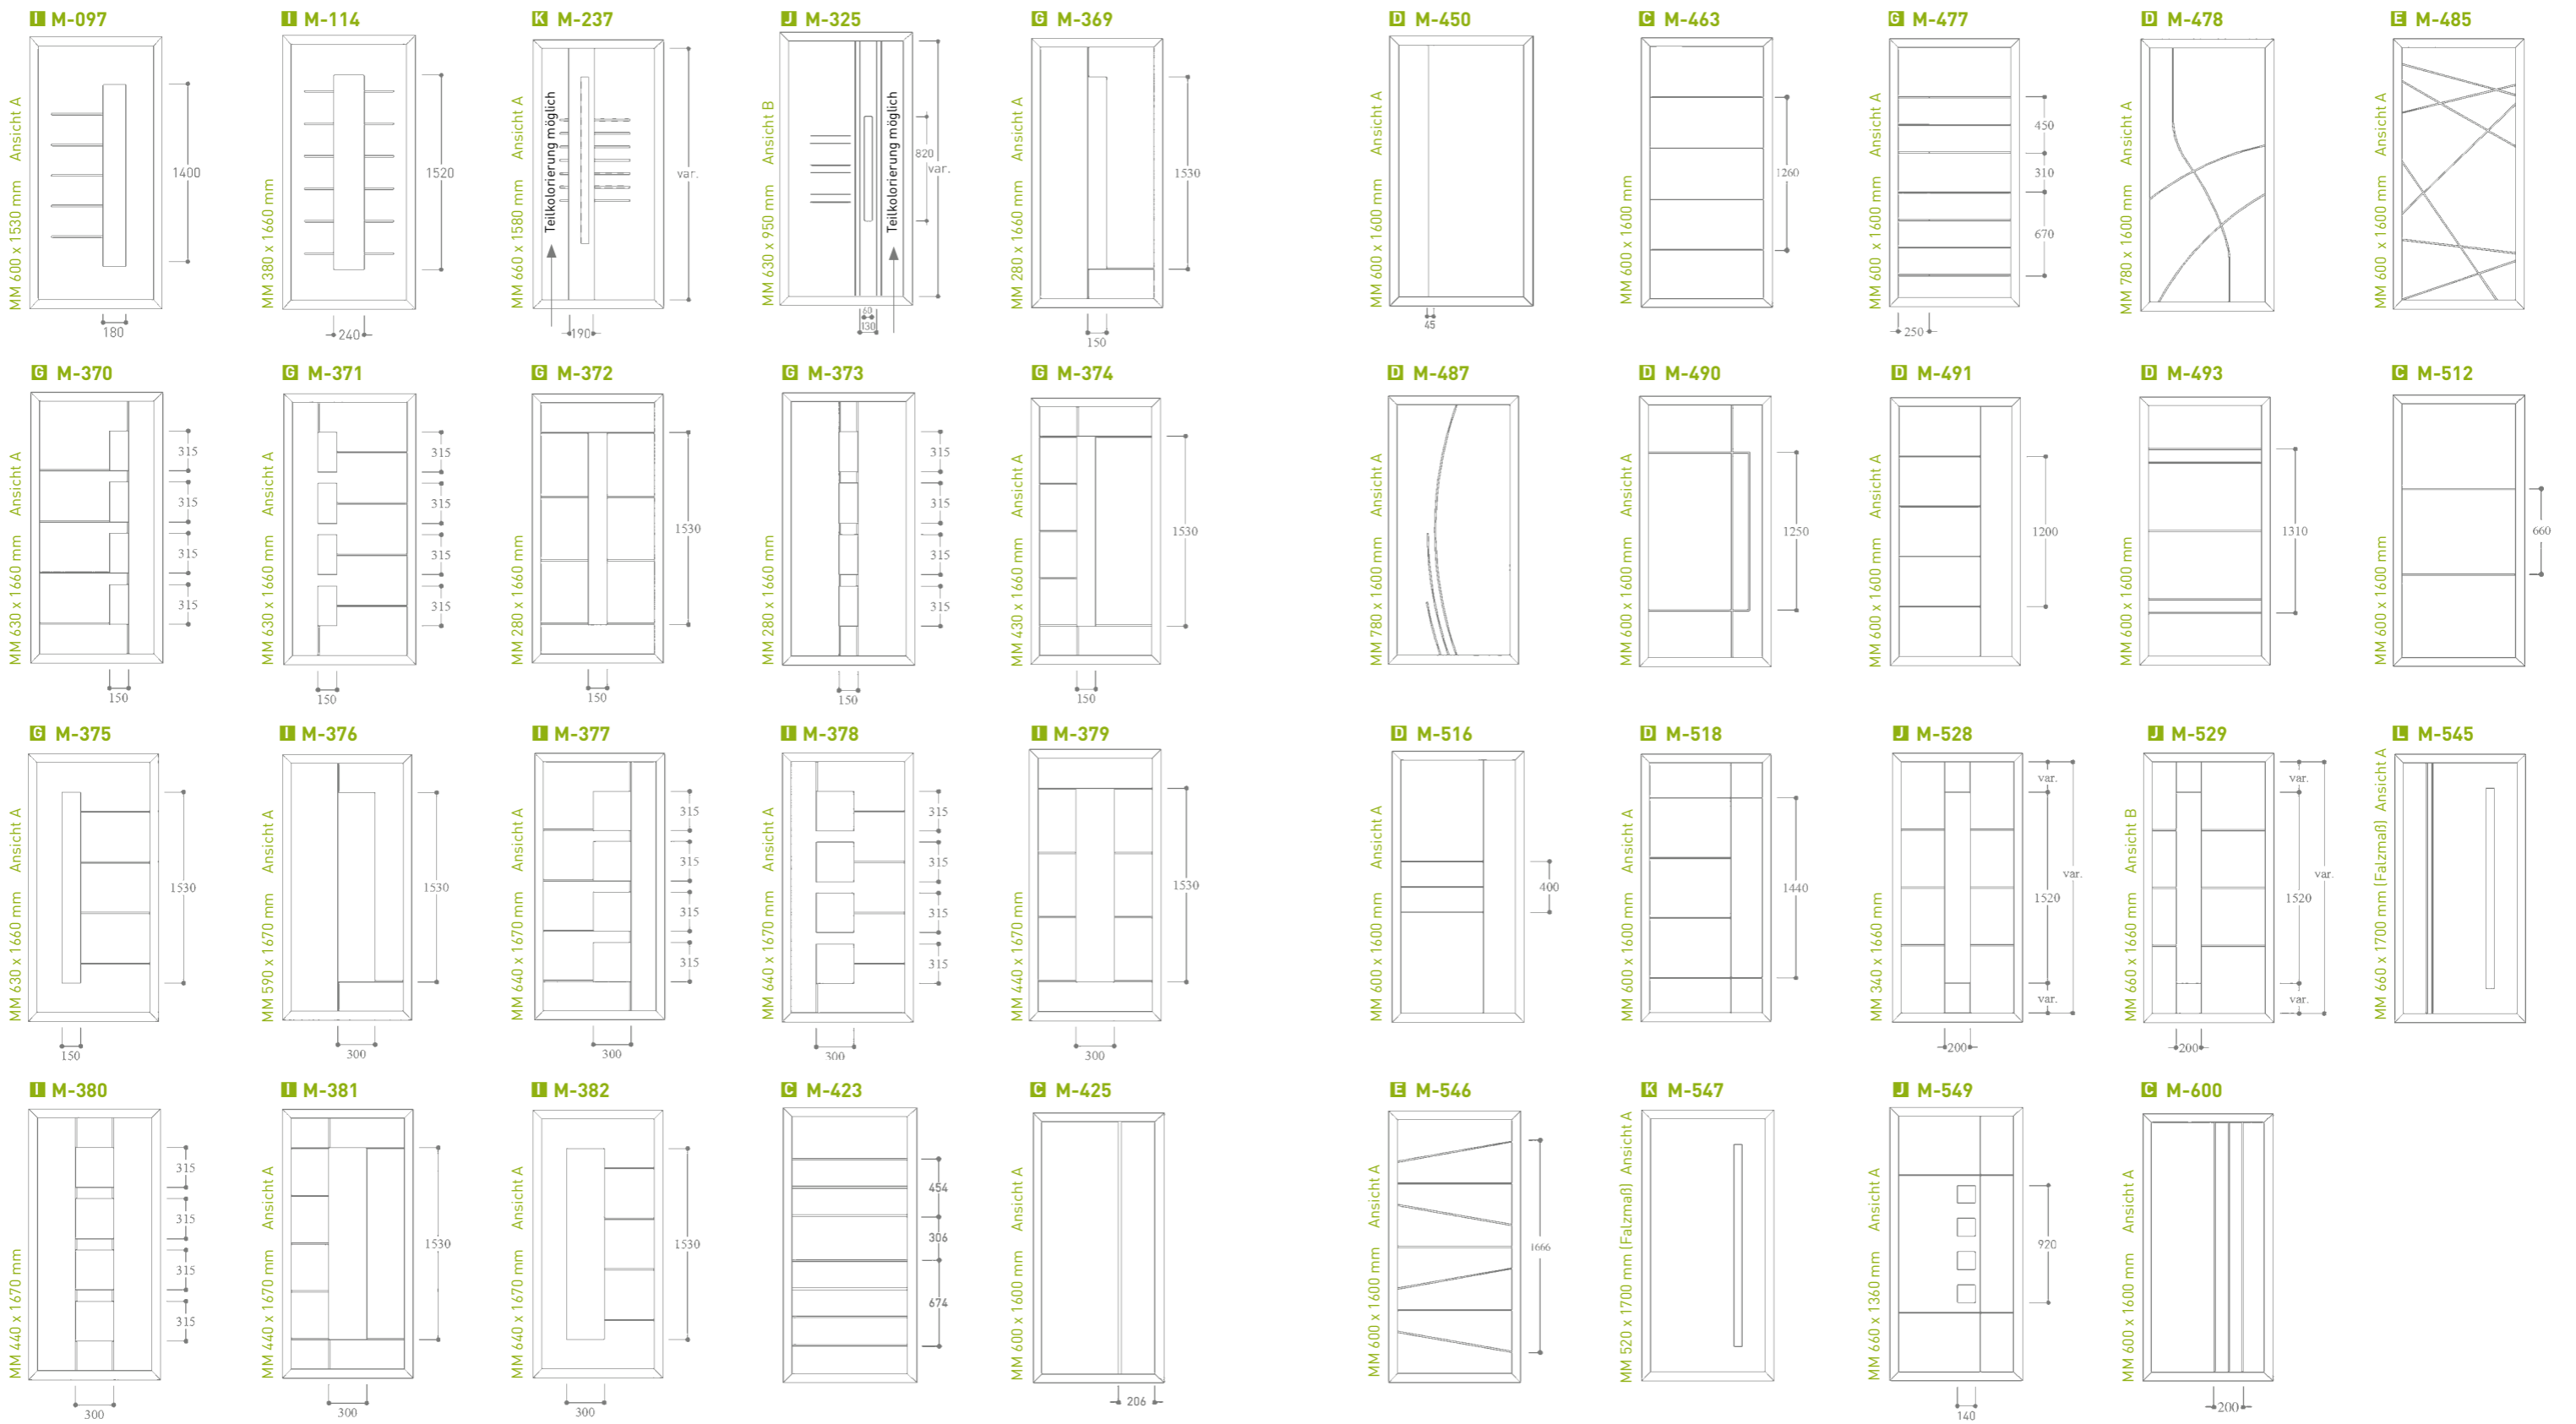 I M-097
MM 600 x 1530 mm Ansicht A
1400
180
I M-114
MM 380 x 1660 mm
1520
240
K M-237
MM 660 x 1580 mm Ansicht A
Teilkolorierung möglich
var.
190
J M-325
MM 630 x 950 mm Ansicht B
Teilkolorierung möglich
820
var.
60
130
G M-369
MM 280 x 1660 mm Ansicht A
1530
150
D M-450
MM 600 x 1600 mm Ansicht A
45
C M-463
MM 600 x 1600 mm
1260
G M-477
MM 600 x 1600 mm Ansicht A
450
310
670
250
D M-478
MM 780 x 1600 mm Ansicht A
E M-485
MM 600 x 1600 mm Ansicht A
G M-370
MM 630 x 1660 mm Ansicht A
315
315
315
315
150
G M-371
MM 630 x 1660 mm Ansicht A
315
315
315
315
150
G M-372
MM 280 x 1660 mm
1530
150
G M-373
MM 280 x 1660 mm
315
315
315
315
150
G M-374
MM 430 x 1660 mm Ansicht A
1530
150
D M-487
MM 780 x 1600 mm Ansicht A
D M-490
MM 600 x 1600 mm Ansicht A
1250
D M-491
MM 600 x 1600 mm Ansicht A
1200
D M-493
MM 600 x 1600 mm
1310
C M-512
MM 600 x 1600 mm
660
G M-375
MM 630 x 1660 mm Ansicht A
1530
150
I M-376
MM 590 x 1670 mm Ansicht A
1530
300
I M-377
MM 640 x 1670 mm Ansicht A
315
315
315
315
300
I M-378
MM 640 x 1670 mm Ansicht A
315
315
315
315
300
I M-379
MM 440 x 1670 mm
1530
300
D M-516
MM 600 x 1600 mm Ansicht A
400
D M-518
MM 600 x 1600 mm Ansicht A
1440
J M-528
MM 340 x 1660 mm
var.
1520
var.
var.
200
J M-529
MM 660 x 1660 mm Ansicht B
var.
1520
var.
var.
200
L M-545
MM 660 x 1700 mm (Falzmaß) Ansicht A
I M-380
MM 440 x 1670 mm
315
315
315
315
300
I M-381
MM 440 x 1670 mm Ansicht A
1530
300
I M-382
MM 640 x 1670 mm Ansicht A
1530
300
C M-423
454
306
674
C M-425
MM 600 x 1600 mm Ansicht A
206
E M-546
MM 600 x 1600 mm Ansicht A
1666
K M-547
MM 520 x 1700 mm (Falzmaß) Ansicht A
J M-549
MM 660 x 1360 mm Ansicht A
920
140
C M-600
MM 600 x 1600 mm Ansicht A
200